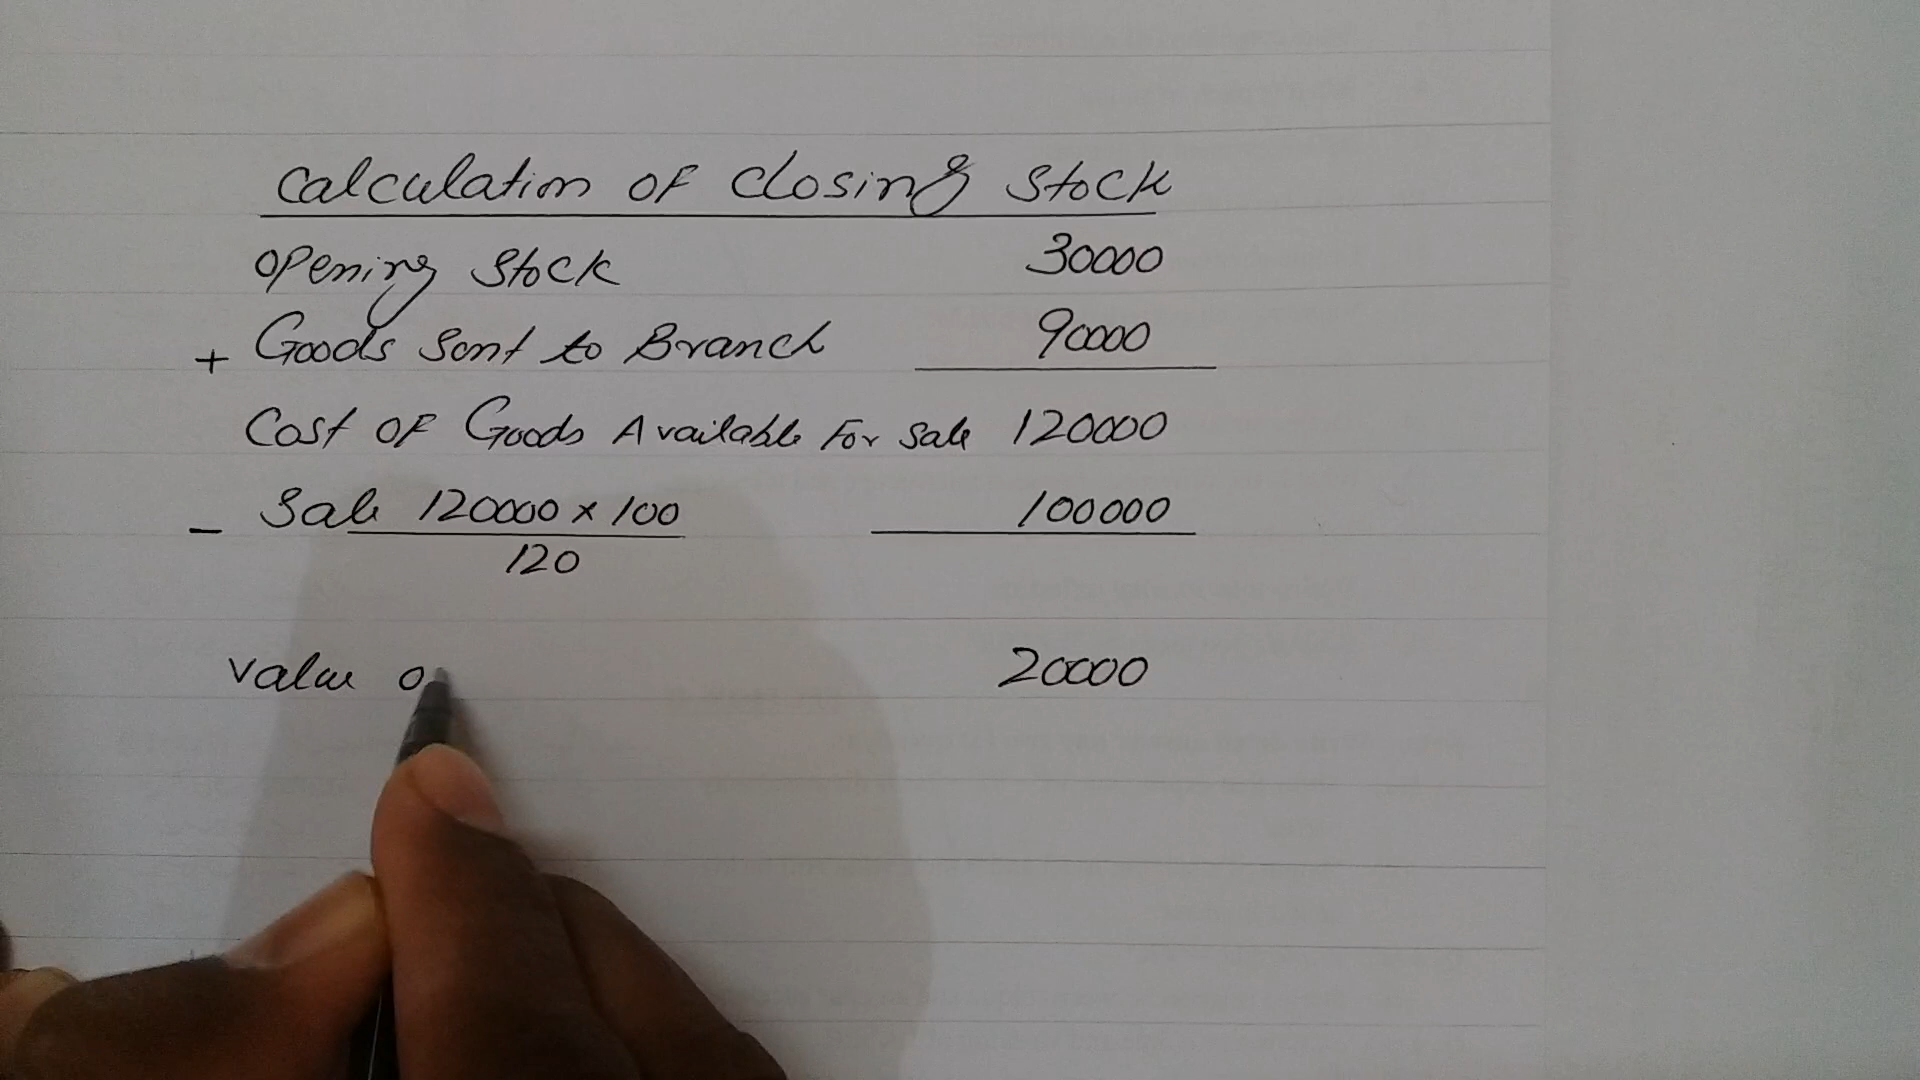 Calculation OF Closing Stock
Opening Stock 30000
+ Goods Sent to Branch 90000
Cost OF Goods Available For Sale 120000
- Sale 120000 x 100 100000
120
Value o 20000